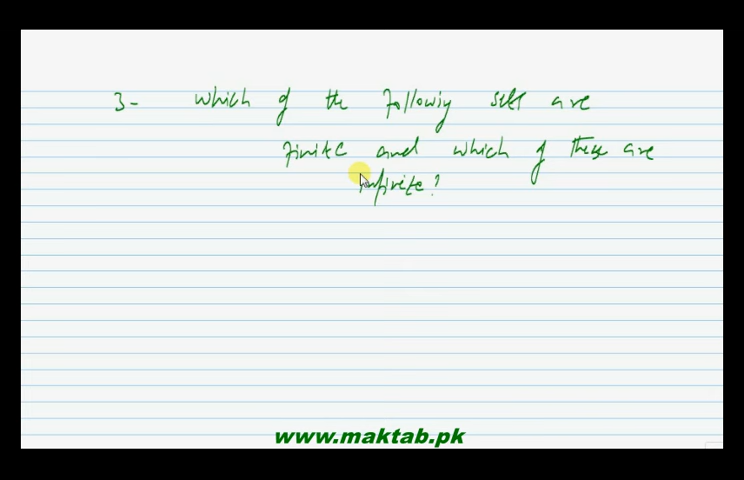 3- Which of the following sets are
finite and which of these are
infinite?
www.maktab.pk